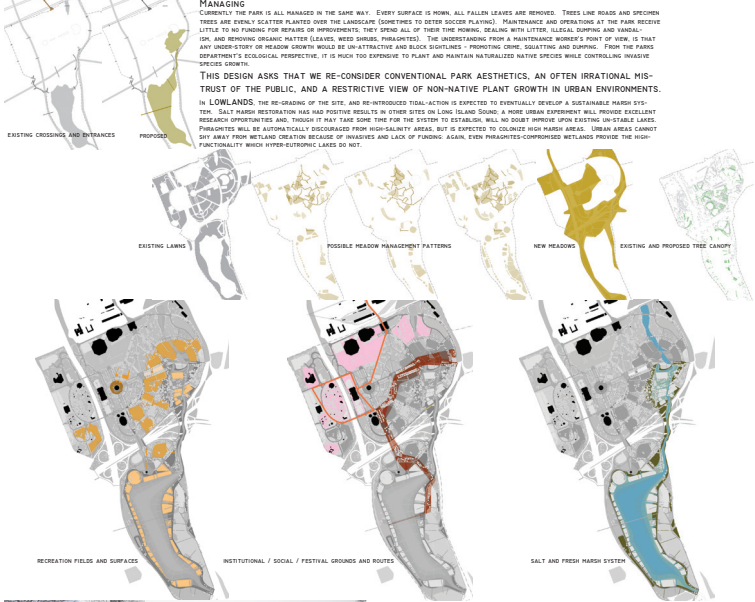 Managing
Currently the park is all managed in the same way. Every surface is mown, all fallen leaves are removed. Trees line roads and specimen
trees are evenly scatter planted over the landscape (sometimes to deter soccer playing). Maintenance and operations at the park receive
little to no funding for repairs or improvements; they spend all of their time mowing, dealing with litter, illegal dumping and vandal-
ism, and removing organic matter (leaves, weed shrubs, phragmites). The understanding from a maintenance worker's point of view, is that
any under-story or meadow growth would be un-attractive and block sightlines - promoting crime, squatting and dumping. From the parks
department's ecological perspective, it is much too expensive to plant and maintain naturalized native species while controlling invasive
species growth.
This design asks that we re-consider conventional park aesthetics, an often irrational mis-
trust of the public, and a restrictive view of non-native plant growth in urban environments.
In LOWLANDS, the re-grading of the site, and re-introduced tidal-action is expected to eventually develop a sustainable marsh sys-
tem. Salt marsh restoration has had positive results in other sites on Long Island Sound; a more urban experiment will provide excellent
research opportunities and, though it may take some time for the system to establish, will no doubt improve upon existing un-stable lakes.
Phragmites will be automatically discouraged from high-salinity areas, but is expected to colonize high marsh areas. Urban areas cannot
shy away from wetland creation because of invasives and lack of funding: again, even phragmites-compromised wetlands provide the high-
functionality which hyper-eutrophic lakes do not.
EXISTING CROSSINGS AND ENTRANCES
PROPOSED
EXISTING LAWNS
POSSIBLE MEADOW MANAGEMENT PATTERNS
NEW MEADOWS
EXISTING AND PROPOSED TREE CANOPY
RECREATION FIELDS AND SURFACES
INSTITUTIONAL / SOCIAL / FESTIVAL GROUNDS AND ROUTES
SALT AND FRESH MARSH SYSTEM